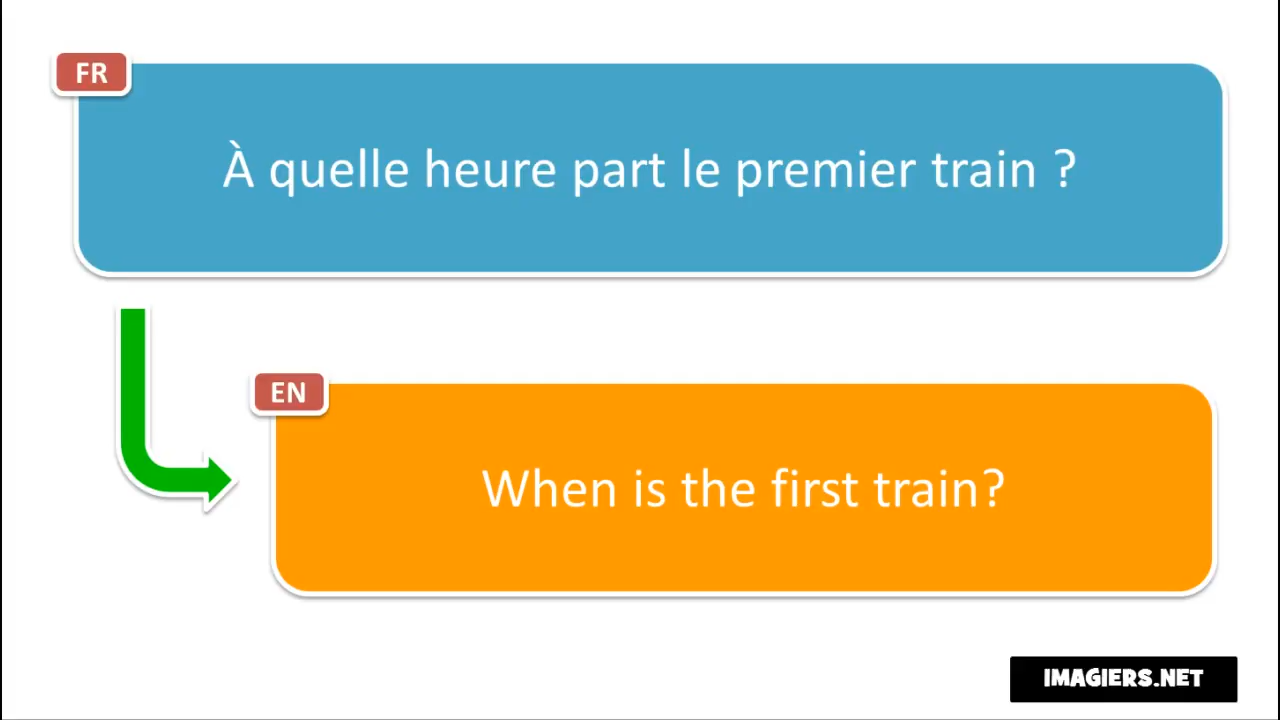 FR
À quelle heure part le premier train ?
EN
When is the first train?
IMAGIERS.NET